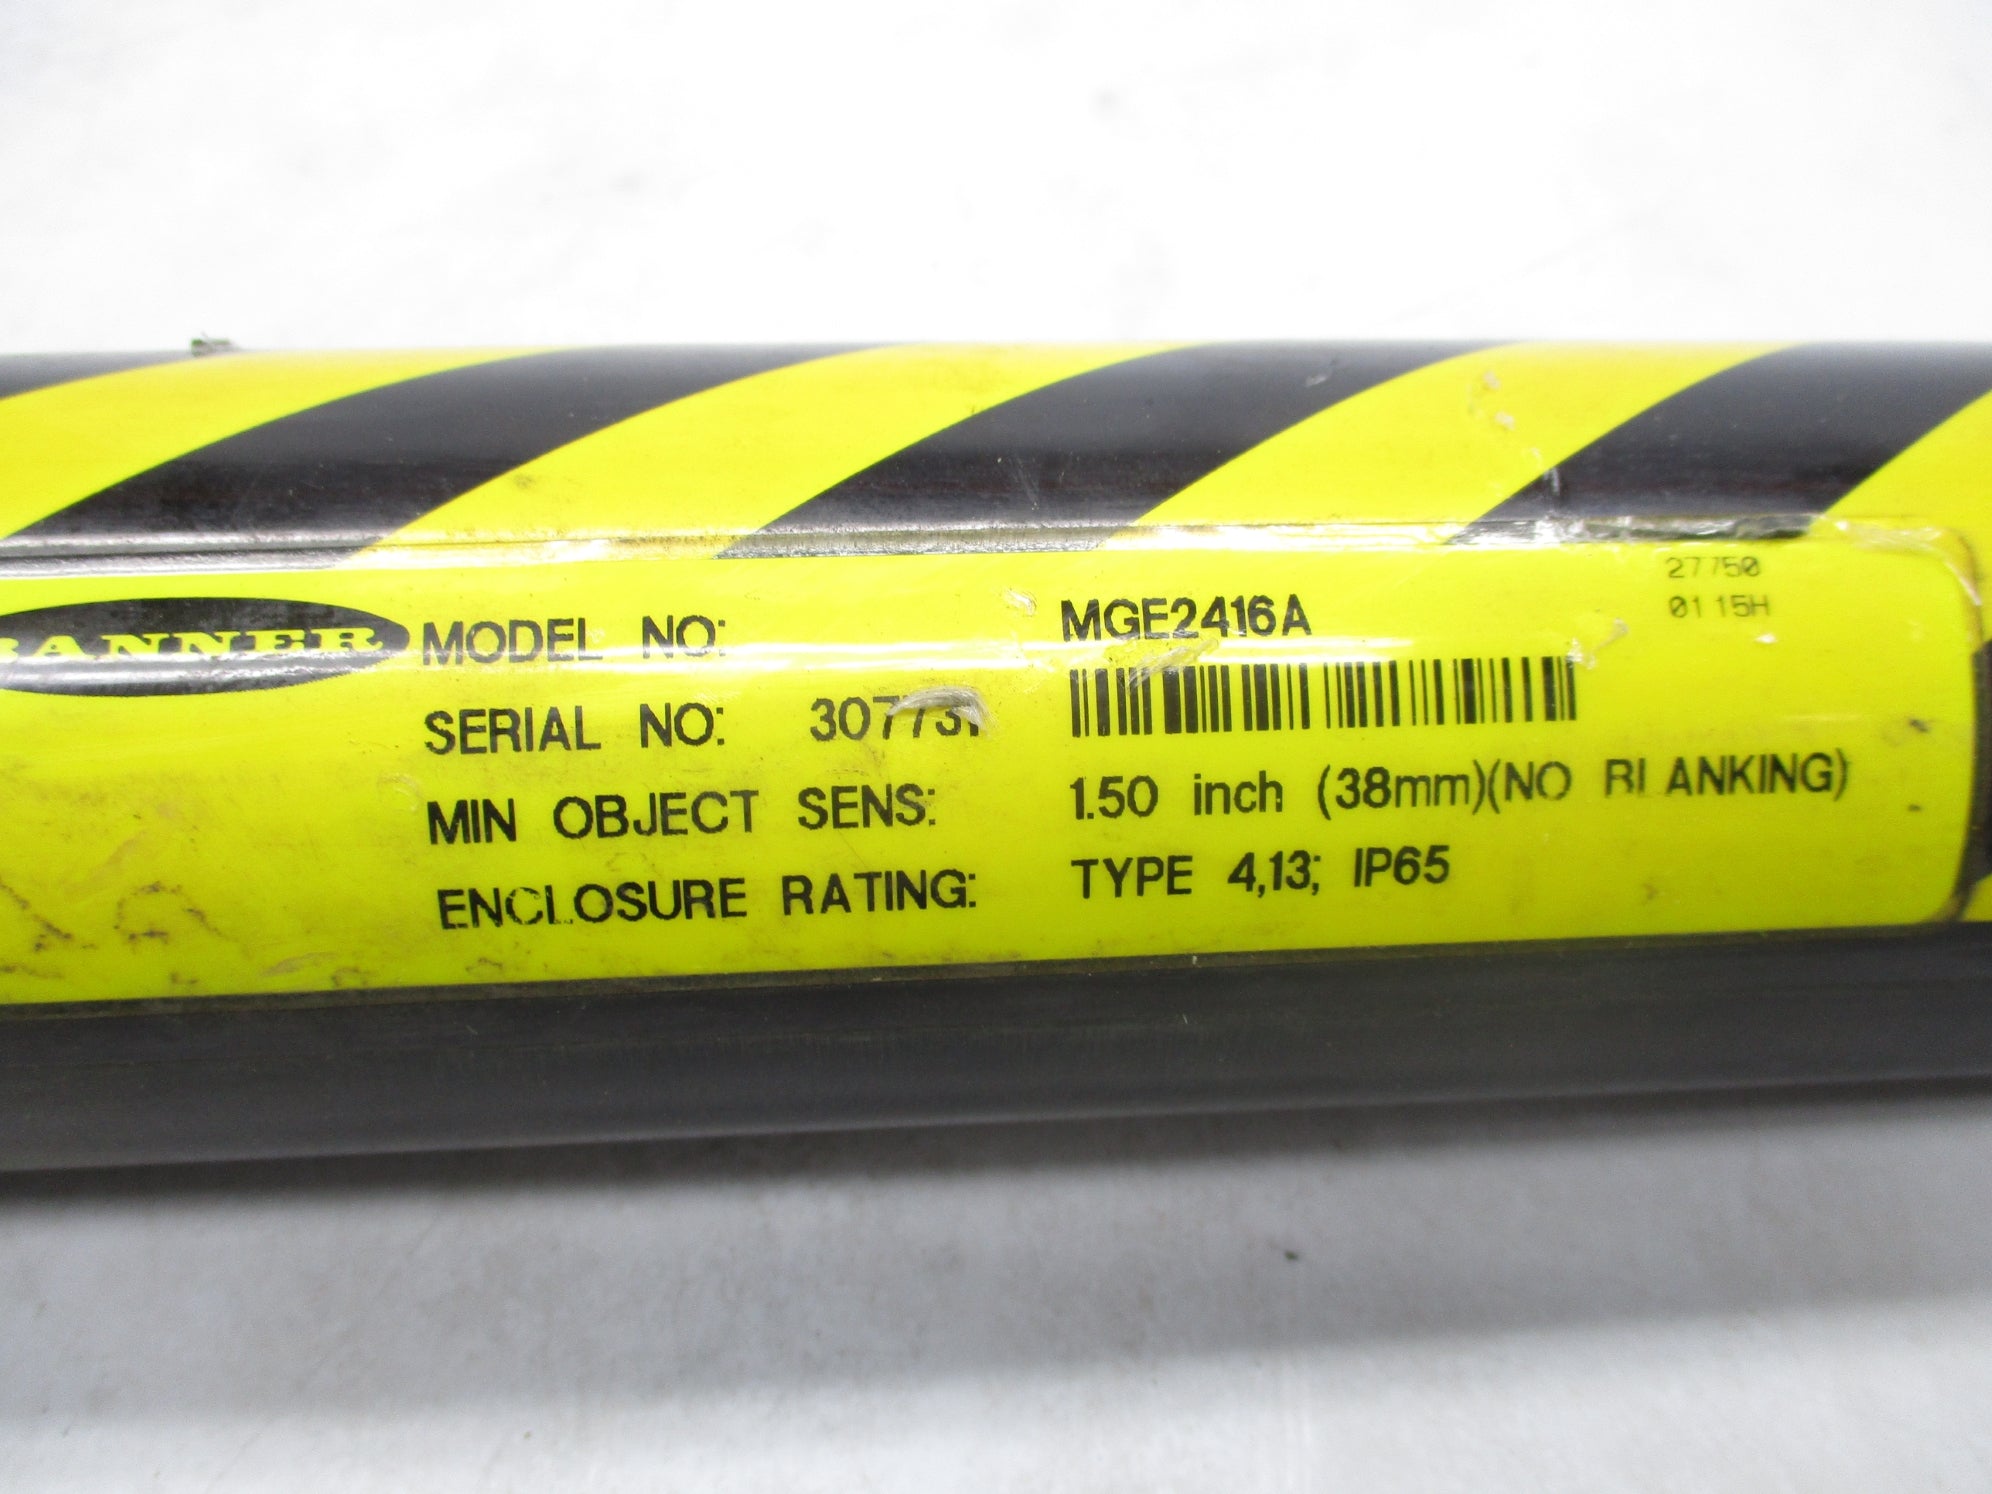 BANNER
MODEL NO: MGE2416A
27750
0115H
SERIAL NO:
MIN OBJECT SENS: 1.50 inch (38mm)(NO BLANKING)
ENCLOSURE RATING: TYPE 4,13; IP65